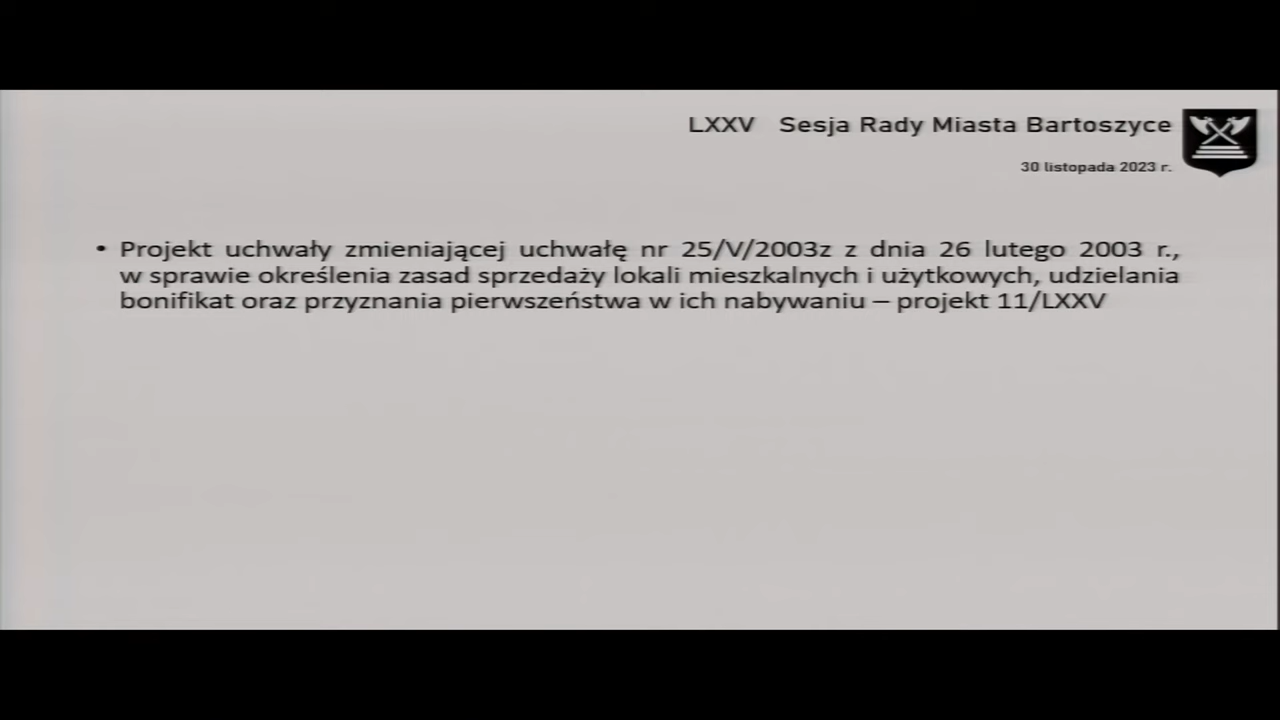 LXXV Sesja Rady Miasta Bartoszyce
30 listopada 2023 r.
• Projekt uchwały zmieniającej uchwałę nr 25/V/2003z z dnia 26 lutego 2003 r.,
w sprawie określenia zasad sprzedaży lokali mieszkalnych i użytkowych, udzielania
bonifikat oraz przyznania pierwszeństwa w ich nabywaniu – projekt 11/LXXV